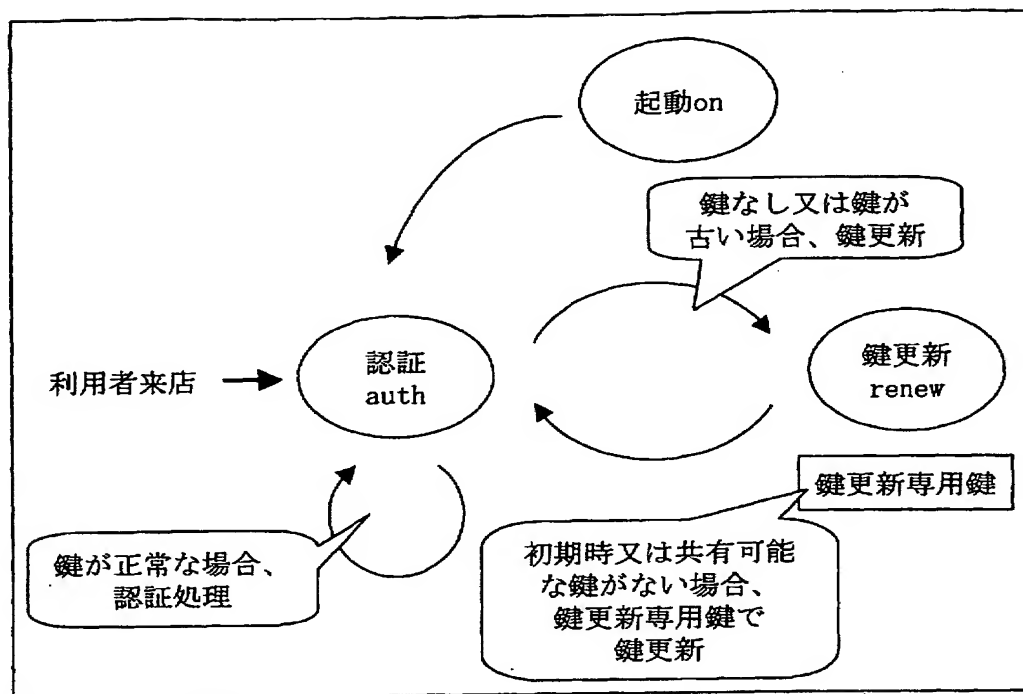 起動on
鍵なし又は鍵が
古い場合、鍵更新
利用者来店
認証
auth
鍵更新
renew
鍵更新専用鍵
鍵が正常な場合、
認証処理
初期時又は共有可能
な鍵がない場合、
鍵更新専用鍵で
鍵更新